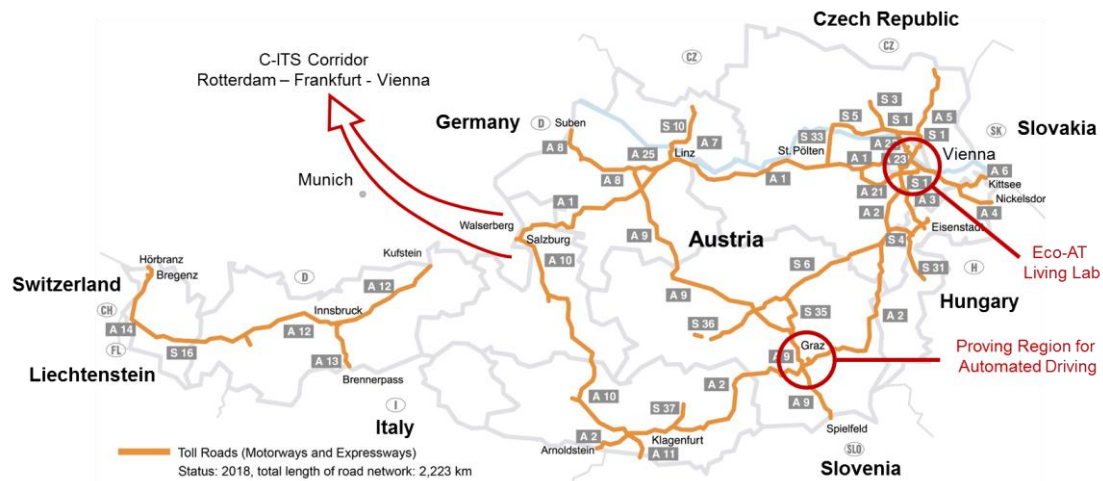 Czech Republic
CZ
C-ITS Corridor
Rotterdam – Frankfurt - Vienna
CZ
Germany
D
Suben
S 10
A 7
S 3
S 5
S 1
A 5
S 33
S 1
SK
Slovakia
A 8
A 25
Linz
St. Pölten
A 1
A 23
Vienna
A 6
Kittsee
Munich
A 8
A 1
A 21
S 1
A 3
Nickelsdor
A 4
A 1
A 2
Walserberg
Salzburg
A 9
Austria
S 4
Eisenstadt
Eco-AT
Living Lab
Hörbranz
Bregenz
Kufstein
A 10
D
S 6
H
S 31
Hungary
Switzerland
CH
A 12
Innsbruck
A 9
S 35
A 2
A 14
FL
S 16
A 12
S 36
Graz
Proving Region for
Automated Driving
Liechtenstein
A 13
Brennerpass
A 9
A 2
A 10
S 37
A 9
I
Italy
Spielfeld
A 2
Arnoldstein
Klagenfurt
A 11
SLO
Slovenia
Toll Roads (Motorways and Expressways)
Status: 2018, total length of road network: 2,223 km